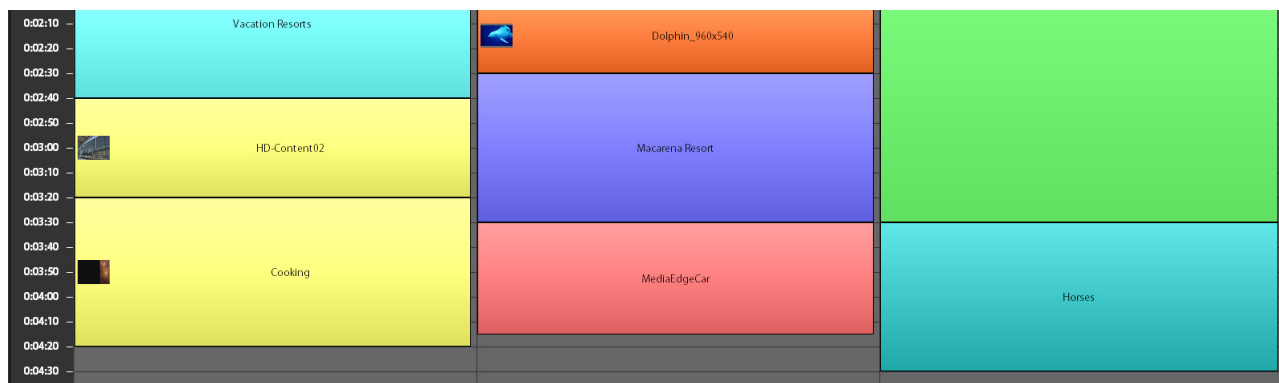 0:02:10
Vacation Resorts
0:02:20
Dolphin_960x540
0:02:30
0:02:40
0:02:50
0:03:00
HD-Content02
Macarena Resort
0:03:10
0:03:20
0:03:30
0:03:40
0:03:50
Cooking
MediaEdgeCar
0:04:00
Horses
0:04:10
0:04:20
0:04:30